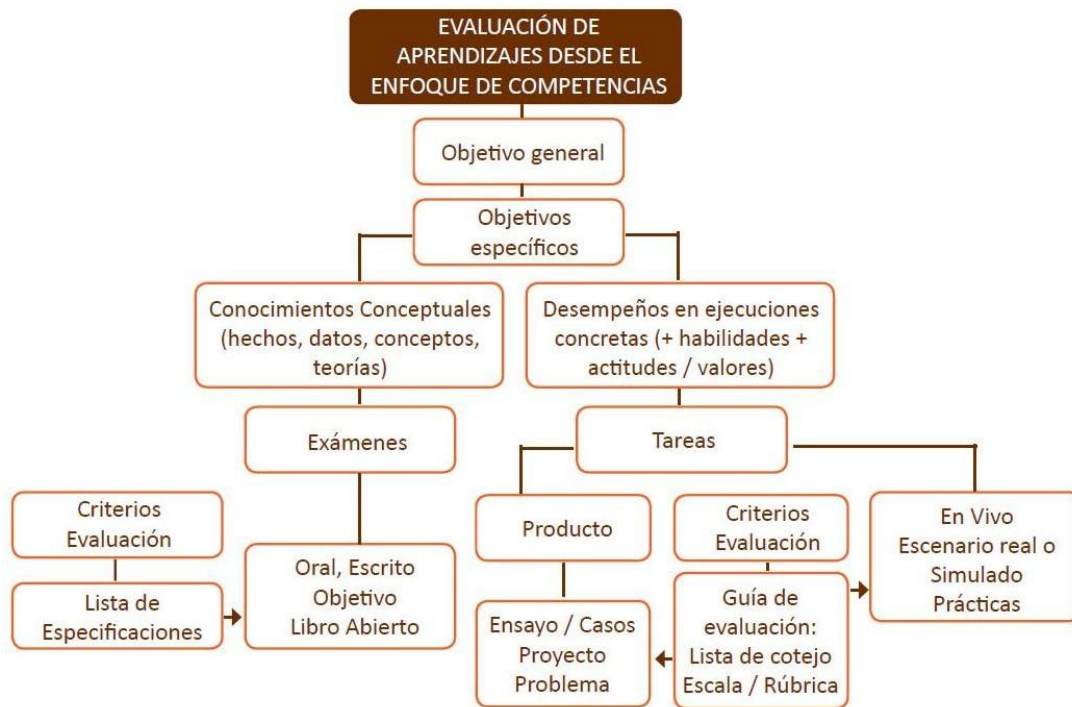 EVALUACIÓN DE
APRENDIZAJES DESDE EL
ENFOQUE DE COMPETENCIAS
Objetivo general
Objetivos
específicos
Conocimientos Conceptuales
(hechos, datos, conceptos,
teorías)
Desempeños en ejecuciones
concretas (+ habilidades +
actitudes / valores)
Exámenes
Tareas
Criterios
Evaluación
Lista de
Especificaciones
Oral, Escrito
Objetivo
Libro Abierto
Producto
Ensayo / Casos
Proyecto
Problema
Criterios
Evaluación
Guía de
evaluación:
Lista de cotejo
Escala / Rúbrica
En Vivo
Escenario real o
Simulado
Prácticas